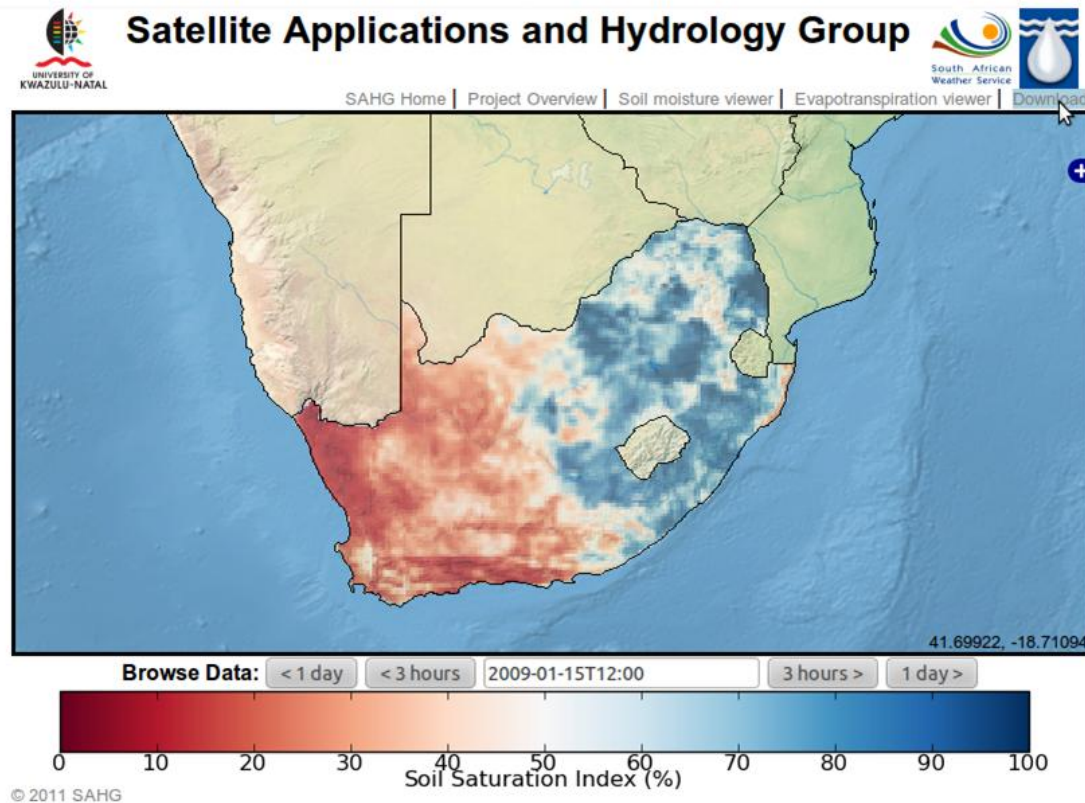 Satellite Applications and Hydrology Group
UNIVERSITY OF
KWAZULU-NATAL
South African
Weather Service
SAHG Home | Project Overview | Soil moisture viewer | Evapotranspiration viewer | Download
+
41.69922, -18.71094
Browse Data: < 1 day < 3 hours 2009-01-15T12:00 3 hours > 1 day >
0 10 20 30 40 50 60 70 80 90 100
Soil Saturation Index (%)
© 2011 SAHG